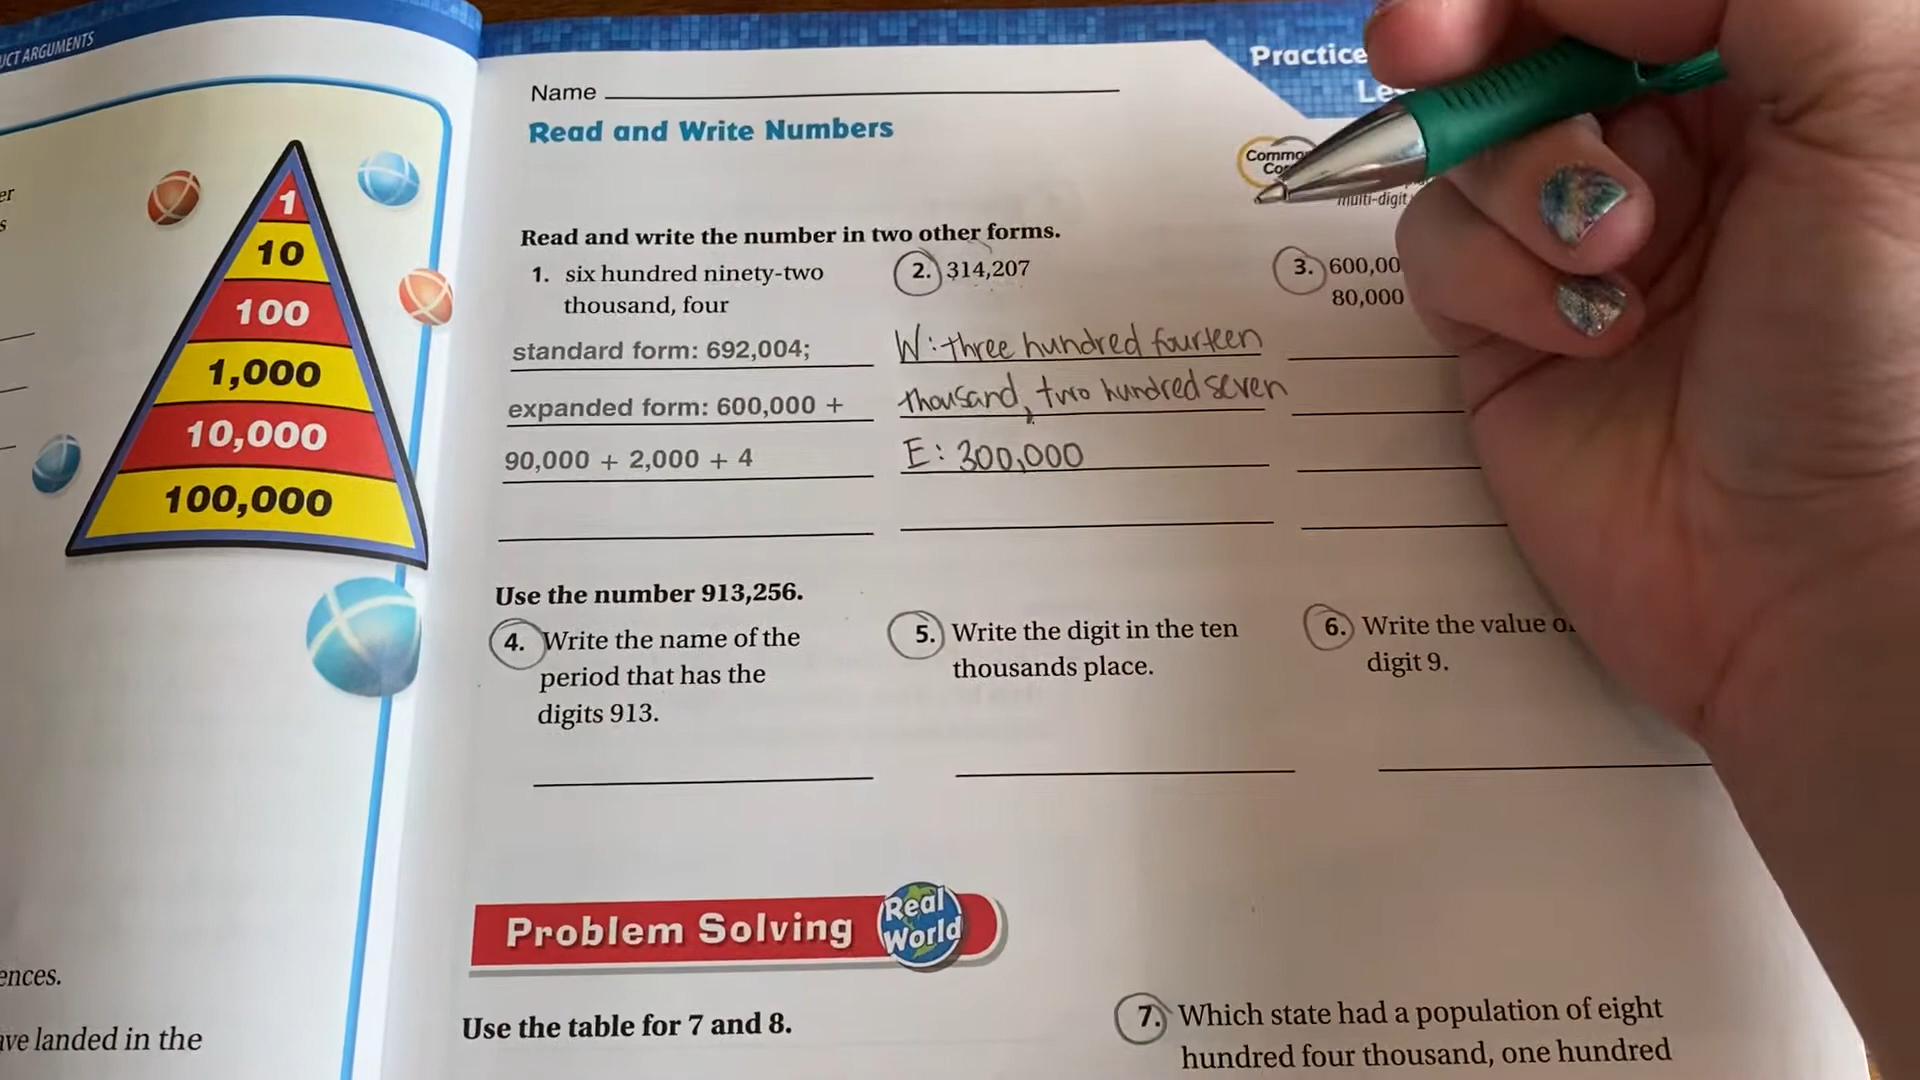 UCT ARGUMENTS
er
s
1
10
100
1,000
10,000
100,000
ences.
ave landed in the
Practice
Name
Read and Write Numbers
Common
multi-digit
Read and write the number in two other forms.
1. six hundred ninety-two
thousand, four
standard form: 692,004;
expanded form: 600,000 +
90,000 + 2,000 + 4
2. 314,207
W: three hundred fourteen
thousand, two hundred seven
E: 300,000
3. 600,00
80,000
Use the number 913,256.
4. Write the name of the
period that has the
digits 913.
5. Write the digit in the ten
thousands place.
6. Write the value o
digit 9.
Problem Solving
Real
World
Use the table for 7 and 8.
7. Which state had a population of eight
hundred four thousand, one hundred